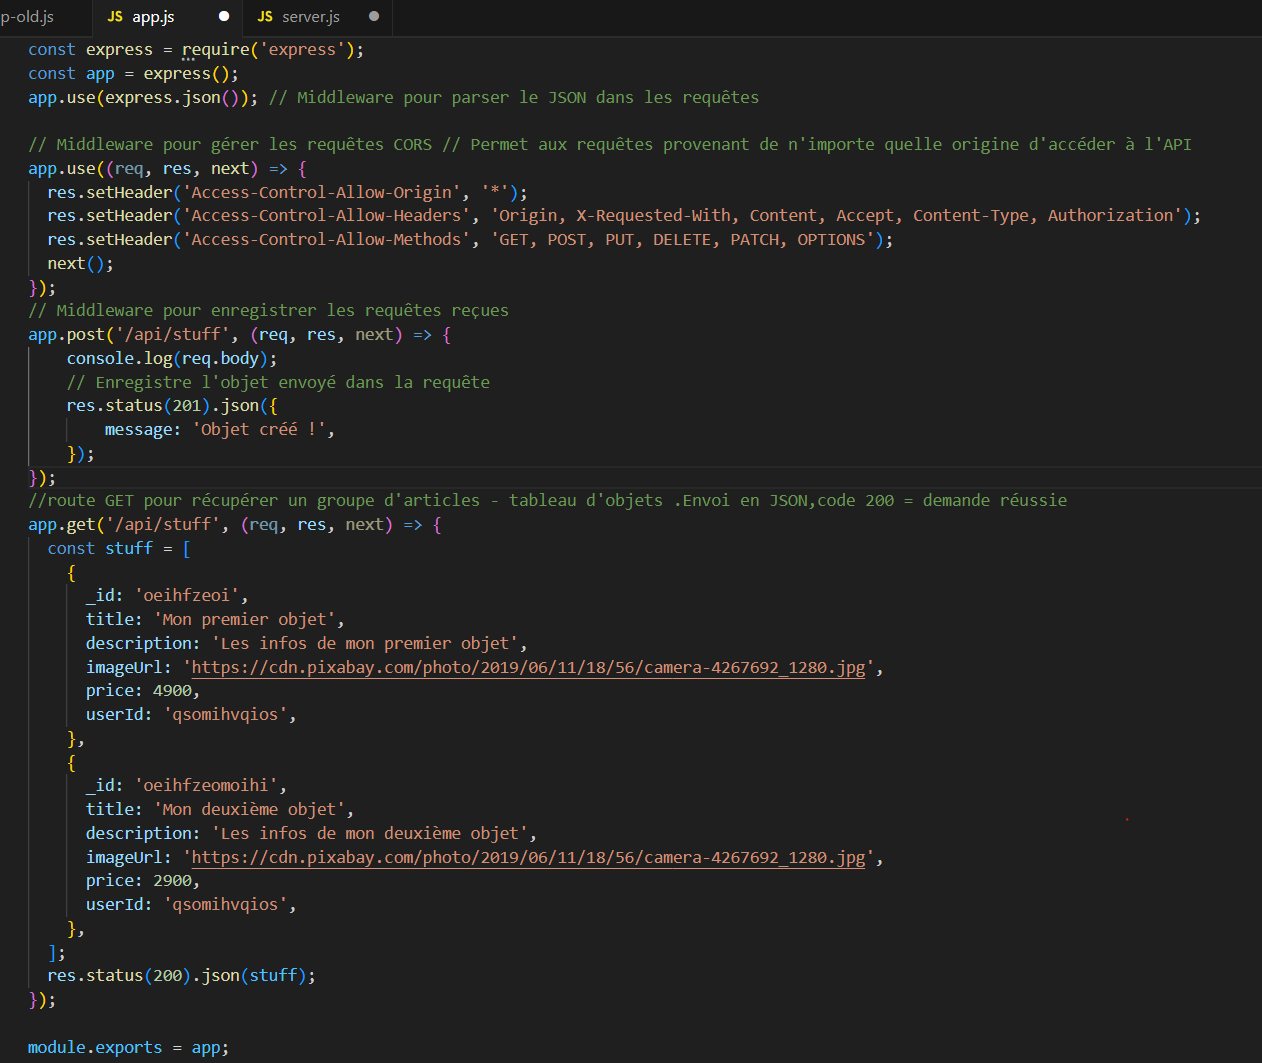 p-old.js
JS app.js
JS server.js
const express = require('express');
const app = express();
app.use(express.json()); // Middleware pour parser le JSON dans les requêtes
// Middleware pour gérer les requêtes CORS // Permet aux requêtes provenant de n'importe quelle origine d'accéder à l'API
app.use((req, res, next) => {
  res.setHeader('Access-Control-Allow-Origin', '*');
  res.setHeader('Access-Control-Allow-Headers', 'Origin, X-Requested-With, Content, Accept, Content-Type, Authorization');
  res.setHeader('Access-Control-Allow-Methods', 'GET, POST, PUT, DELETE, PATCH, OPTIONS');
  next();
});
// Middleware pour enregistrer les requêtes reçues
app.post('/api/stuff', (req, res, next) => {
    console.log(req.body);
    // Enregistre l'objet envoyé dans la requête
    res.status(201).json({
        message: 'Objet créé !',
    });
});
//route GET pour récupérer un groupe d'articles - tableau d'objets .Envoi en JSON,code 200 = demande réussie
app.get('/api/stuff', (req, res, next) => {
  const stuff = [
    {
      _id: 'oeihfzeoi',
      title: 'Mon premier objet',
      description: 'Les infos de mon premier objet',
      imageUrl: 'https://cdn.pixabay.com/photo/2019/06/11/18/56/camera-4267692_1280.jpg',
      price: 4900,
      userId: 'qsomihvqios',
    },
    {
      _id: 'oeihfzeomoihi',
      title: 'Mon deuxième objet',
      description: 'Les infos de mon deuxième objet',
      imageUrl: 'https://cdn.pixabay.com/photo/2019/06/11/18/56/camera-4267692_1280.jpg',
      price: 2900,
      userId: 'qsomihvqios',
    },
  ];
  res.status(200).json(stuff);
});
module.exports = app;